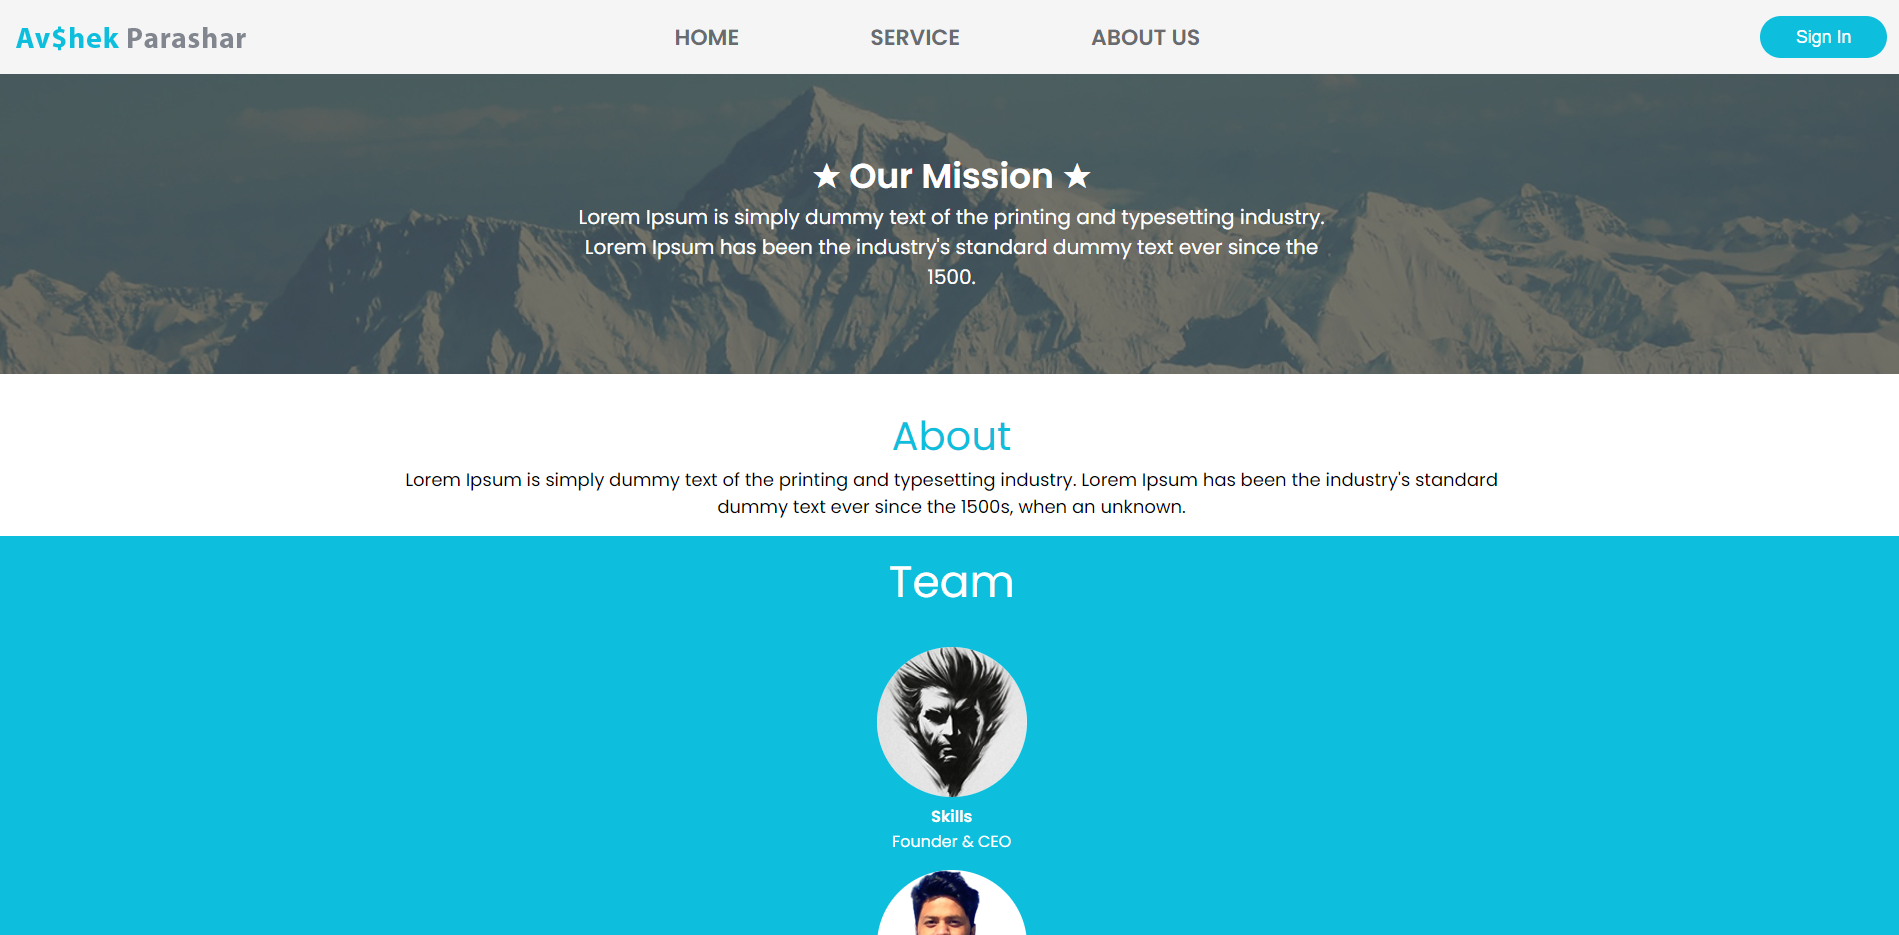 Av$hek Parashar
HOME
SERVICE
ABOUT US
Sign In
★ Our Mission ★
Lorem Ipsum is simply dummy text of the printing and typesetting industry.
Lorem Ipsum has been the industry's standard dummy text ever since the
1500.
About
Lorem Ipsum is simply dummy text of the printing and typesetting industry. Lorem Ipsum has been the industry's standard
dummy text ever since the 1500s, when an unknown.
Team
Skills
Founder & CEO